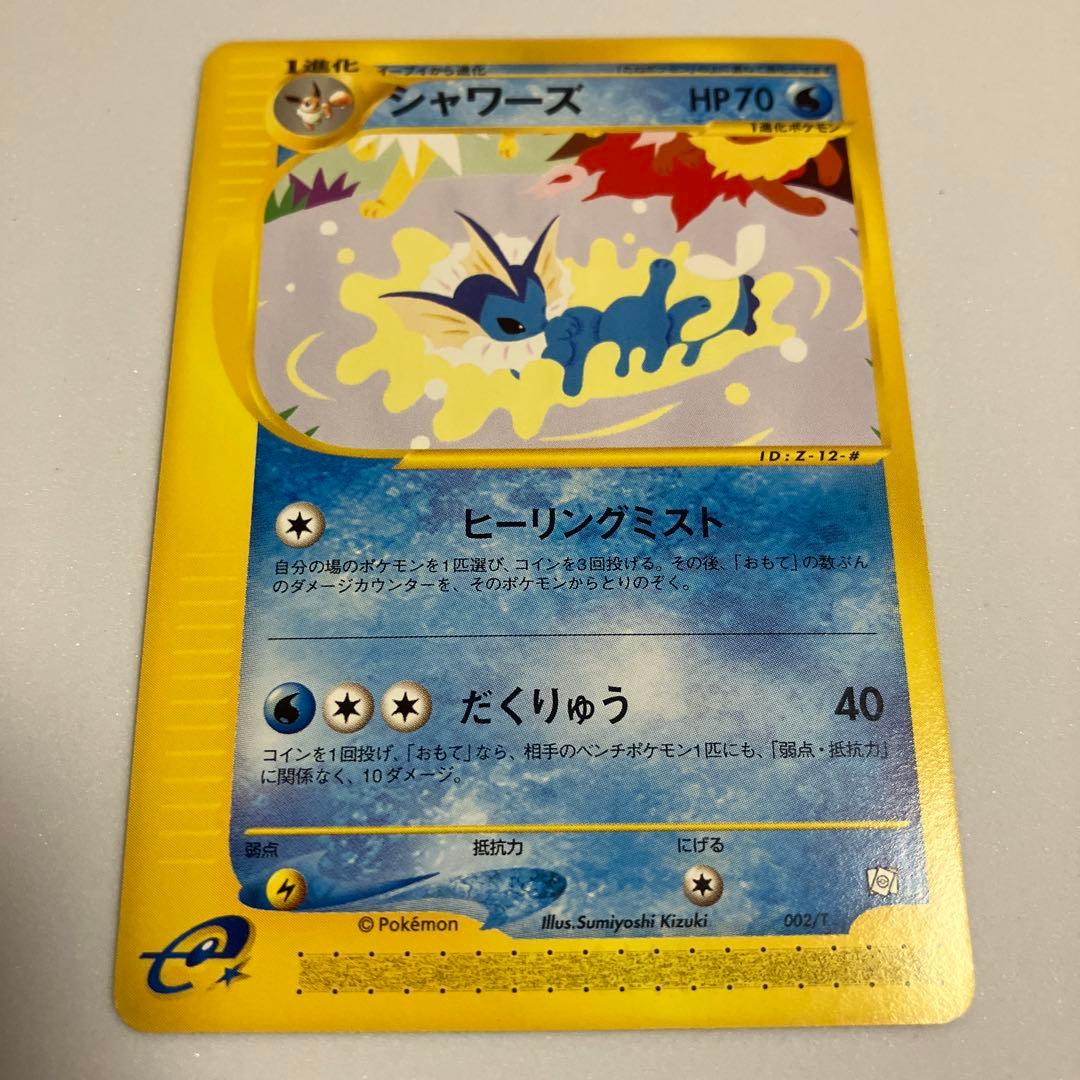 1進化
イーブイから進化
シャワーズ
HP70
1進化ポケモン
ID:Z-12-#
ヒーリングミスト
自分の場のポケモンを1匹選び、コインを3回投げる。その後、「おもて」の数ぶん
のダメージカウンターを、そのポケモンからとりのぞく。
だくりゅう
40
コインを1回投げ、「おもて」なら、相手のベンチポケモン1匹にも、「弱点・抵抗力」
に関係なく、10ダメージ。
弱点
抵抗力
にげる
© Pokémon
Illus.Sumiyoshi Kizuki
002/T
e